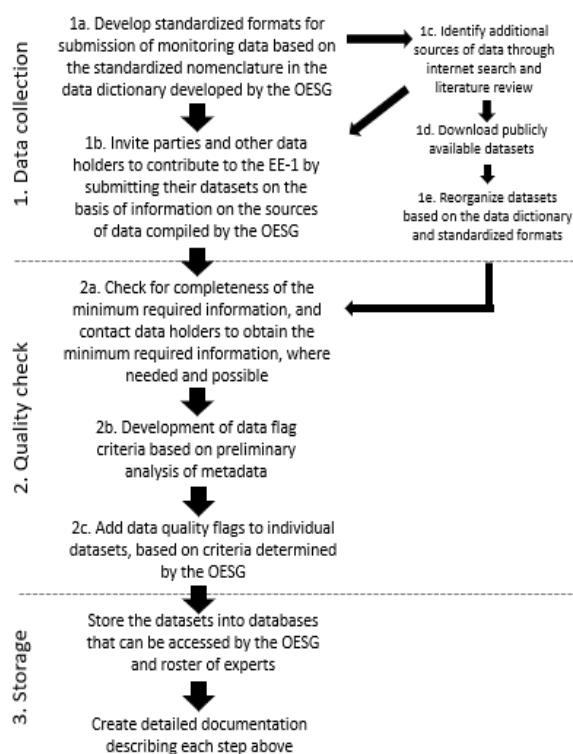 1. Data collection
1a. Develop standardized formats for
submission of monitoring data based on
the standardized nomenclature in the
data dictionary developed by the OESG
1b. Invite parties and other data
holders to contribute to the EE-1 by
submitting their datasets on the
basis of information on the sources
of data compiled by the OESG
1c. Identify additional
sources of data through
internet search and
literature review
1d. Download publicly
available datasets
1e. Reorganize datasets
based on the data dictionary
and standardized formats
2. Quality check
2a. Check for completeness of the
minimum required information, and
contact data holders to obtain the
minimum required information, where
needed and possible
2b. Development of data flag
criteria based on preliminary
analysis of metadata
2c. Add data quality flags to individual
datasets, based on criteria determined
by the OESG
3. Storage
Store the datasets into databases
that can be accessed by the OESG
and roster of experts
Create detailed documentation
describing each step above